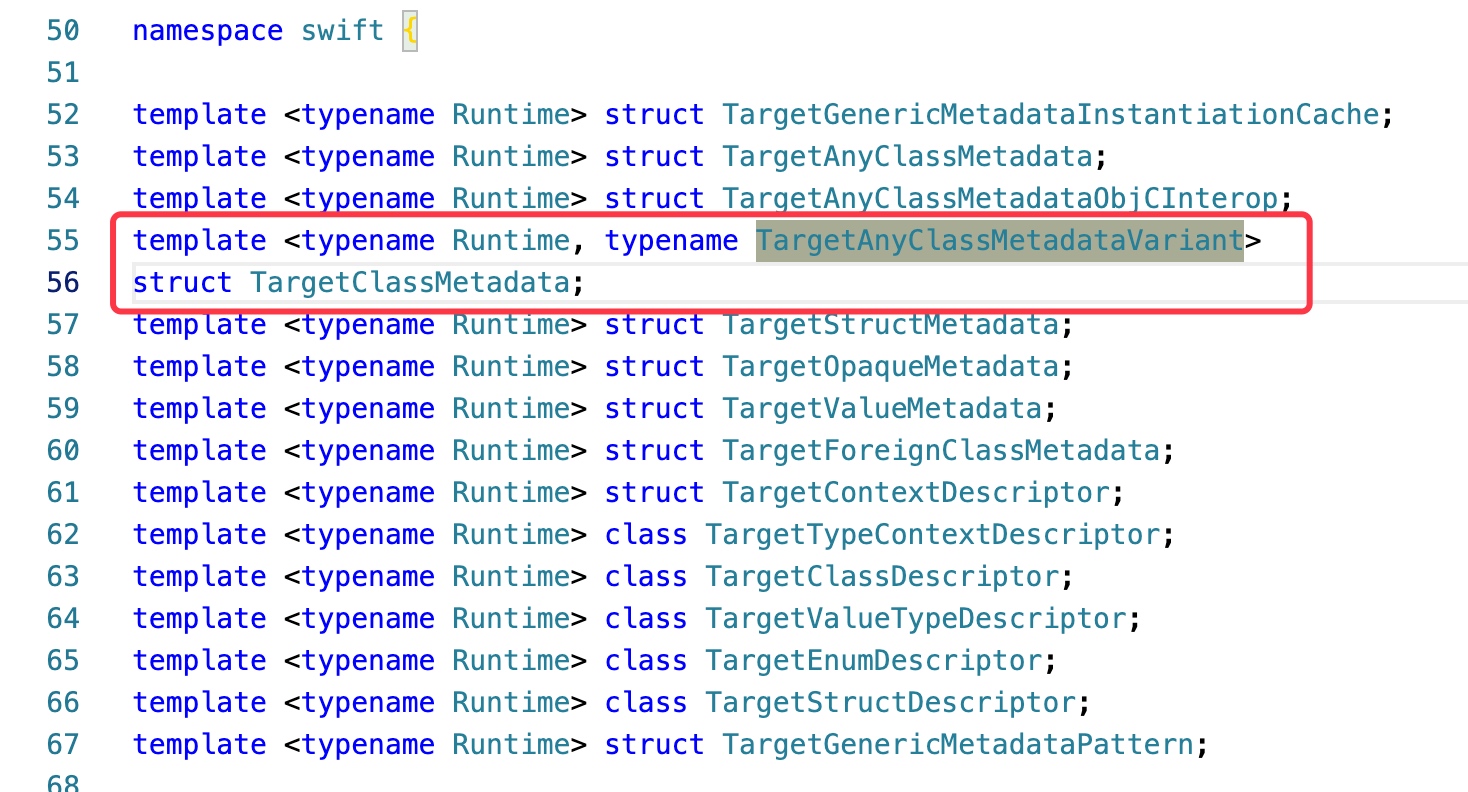 50 namespace swift {
51
52 template <typename Runtime> struct TargetGenericMetadataInstantiationCache;
53 template <typename Runtime> struct TargetAnyClassMetadata;
54 template <typename Runtime> struct TargetAnyClassMetadataObjCInterop;
55 template <typename Runtime, typename TargetAnyClassMetadataVariant>
56 struct TargetClassMetadata;
57 template <typename Runtime> struct TargetStructMetadata;
58 template <typename Runtime> struct TargetOpaqueMetadata;
59 template <typename Runtime> struct TargetValueMetadata;
60 template <typename Runtime> struct TargetForeignClassMetadata;
61 template <typename Runtime> struct TargetContextDescriptor;
62 template <typename Runtime> class TargetTypeContextDescriptor;
63 template <typename Runtime> class TargetClassDescriptor;
64 template <typename Runtime> class TargetValueTypeDescriptor;
65 template <typename Runtime> class TargetEnumDescriptor;
66 template <typename Runtime> class TargetStructDescriptor;
67 template <typename Runtime> struct TargetGenericMetadataPattern;
68